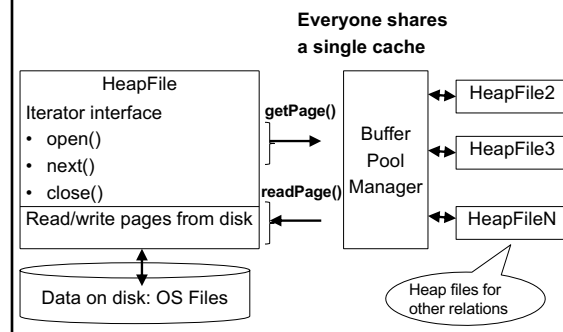 Everyone shares
a single cache
HeapFile
Iterator interface
• open()
• next()
• close()
Read/write pages from disk
Data on disk: OS Files
getPage()
readPage()
Buffer
Pool
Manager
HeapFile2
HeapFile3
HeapFileN
Heap files for
other relations